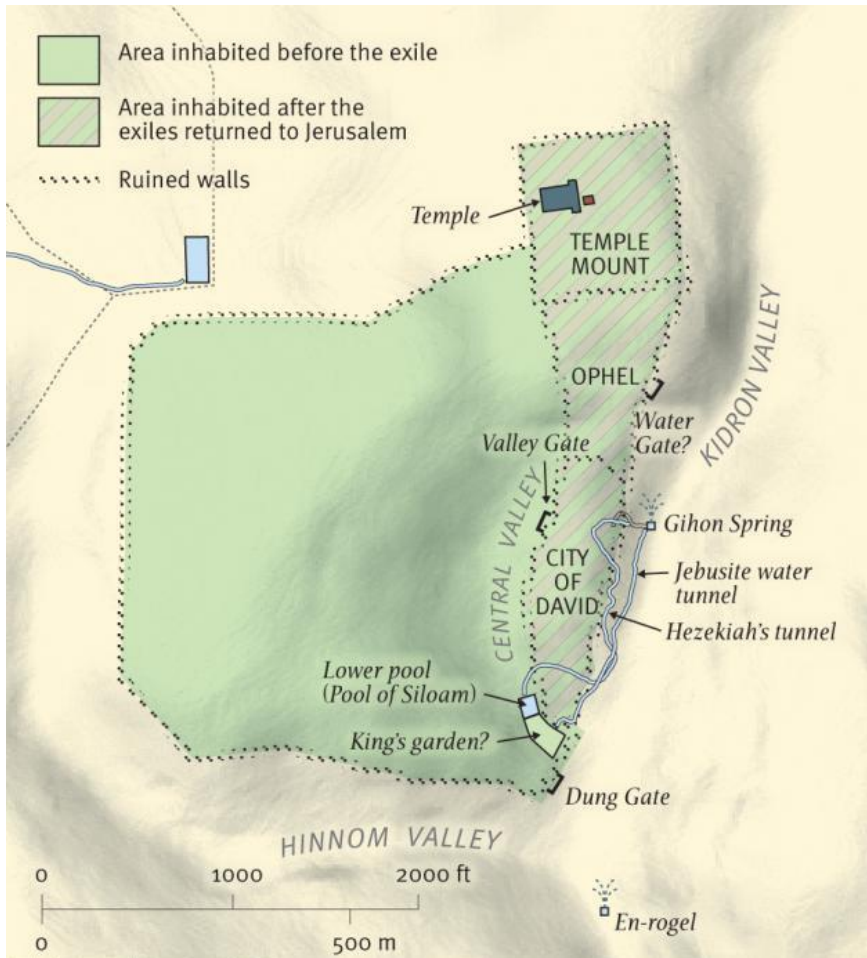 Area inhabited before the exile
Area inhabited after the
exiles returned to Jerusalem
Ruined walls
Temple
TEMPLE
MOUNT
OPHEL
Water
Gate?
KIDRON VALLEY
Valley Gate
CENTRAL VALLEY
Gihon Spring
CITY
OF
DAVID
Jebusite water
tunnel
Hezekiah's tunnel
Lower pool
(Pool of Siloam)
King's garden?
Dung Gate
HINNOM VALLEY
0 1000 2000 ft
0 500 m
En-rogel